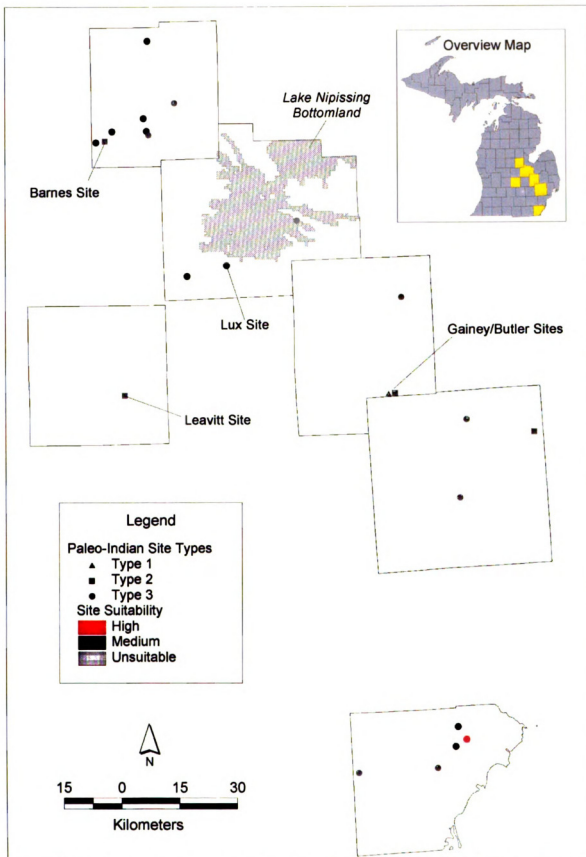 Overview Map
Lake Nipissing
Bottomland
Barnes Site
Lux Site
Gainey/Butler Sites
Leavitt Site
Legend
Paleo-Indian Site Types
Type 1
Type 2
Type 3
Site Suitability
High
Medium
Unsuitable
N
15 0 15 30
Kilometers